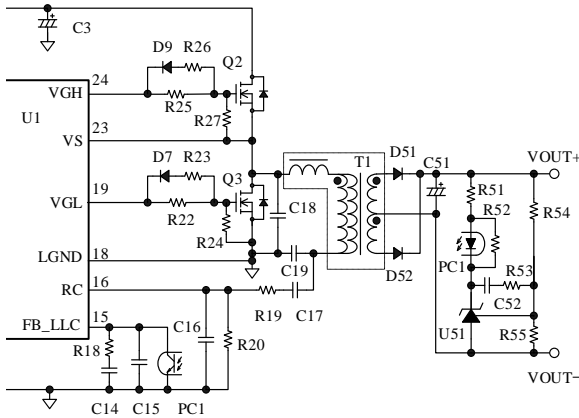 C3
D9 R26
24
Q2
VGH
R25
U1
R27
23
VS
D7 R23
19
Q3
T1
D51
C51
VOUT+
VGL
R22
R51
R52
R54
C18
R24
LGND
18
C19
D52
PC1
R53
RC
16
C52
R19
C17
U51
FB_LLC
15
R55
R18
C16
R20
VOUT−
C14
C15
PC1